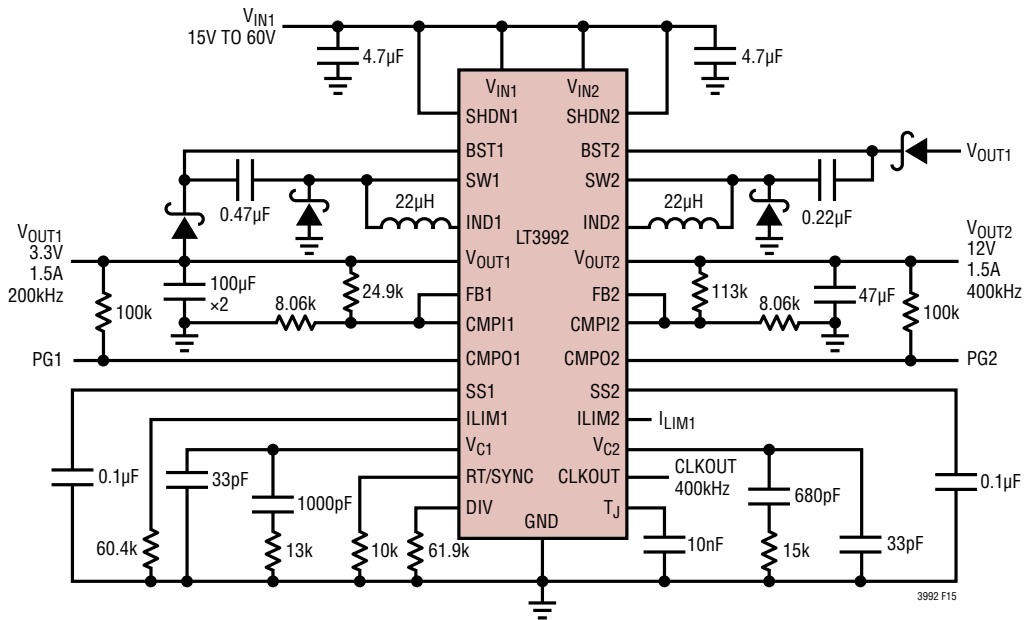 VIN1
15V TO 60V
4.7µF
4.7µF
VIN1
VIN2
SHDN1
SHDN2
BST1
BST2
VOUT1
SW1
SW2
0.47µF
22µH
22µH
0.22µF
IND1
IND2
LT3992
VOUT1
3.3V
1.5A
200kHz
VOUT1
VOUT2
VOUT2
12V
1.5A
400kHz
100µF
×2
24.9k
113k
47µF
FB1
FB2
100k
8.06k
8.06k
100k
CMPI1
CMPI2
PG1
CMPO1
CMPO2
PG2
SS1
SS2
ILIM1
ILIM2
ILIM1
VC1
VC2
0.1µF
33pF
1000pF
RT/SYNC
CLKOUT
CLKOUT
400kHz
680pF
0.1µF
DIV
TJ
GND
60.4k
13k
10k
61.9k
10nF
15k
33pF
3992 F15